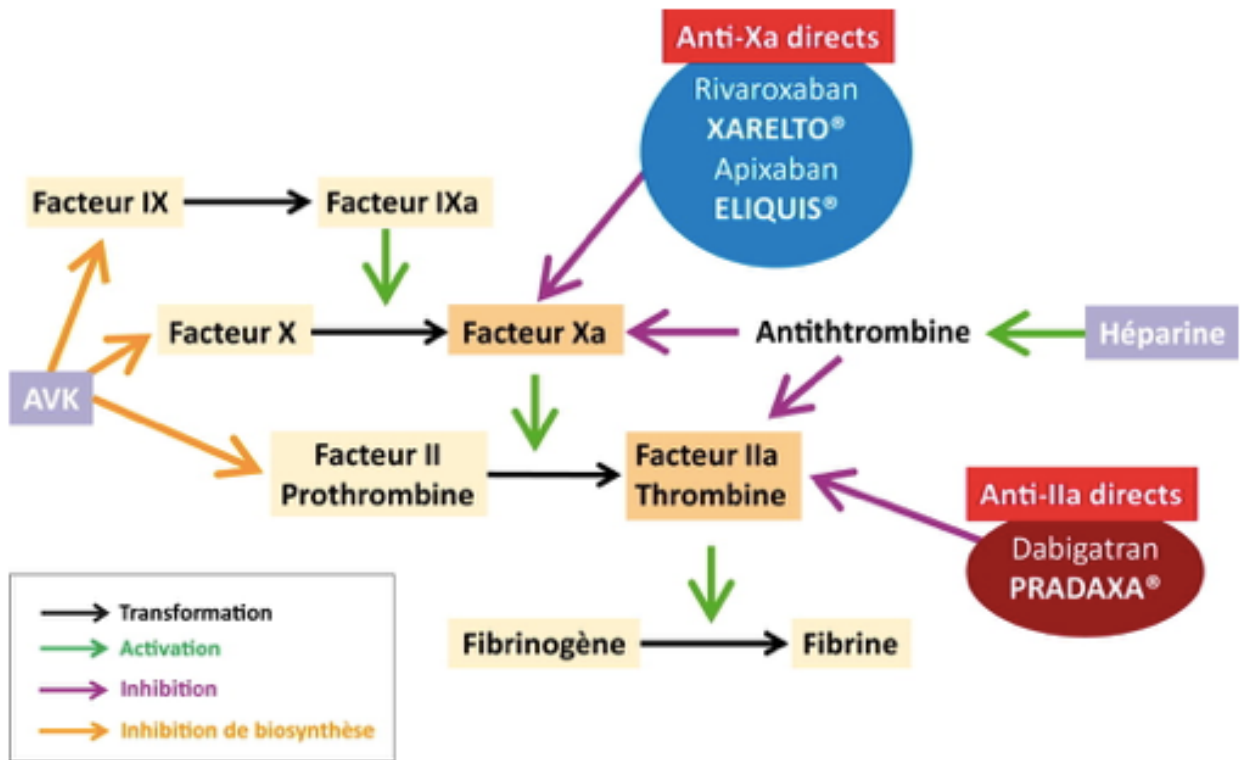 Anti-Xa directs
Rivaroxaban
XARELTO®
Apixaban
ELIQUIS®
Facteur IX
Facteur IXa
Facteur X
Facteur Xa
Antithtrombine
Héparine
AVK
Facteur II
Prothrombine
Facteur IIa
Thrombine
Anti-IIa directs
Dabigatran
PRADAXA®
Fibrinogène
Fibrine
Transformation
Activation
Inhibition
Inhibition de biosynthèse